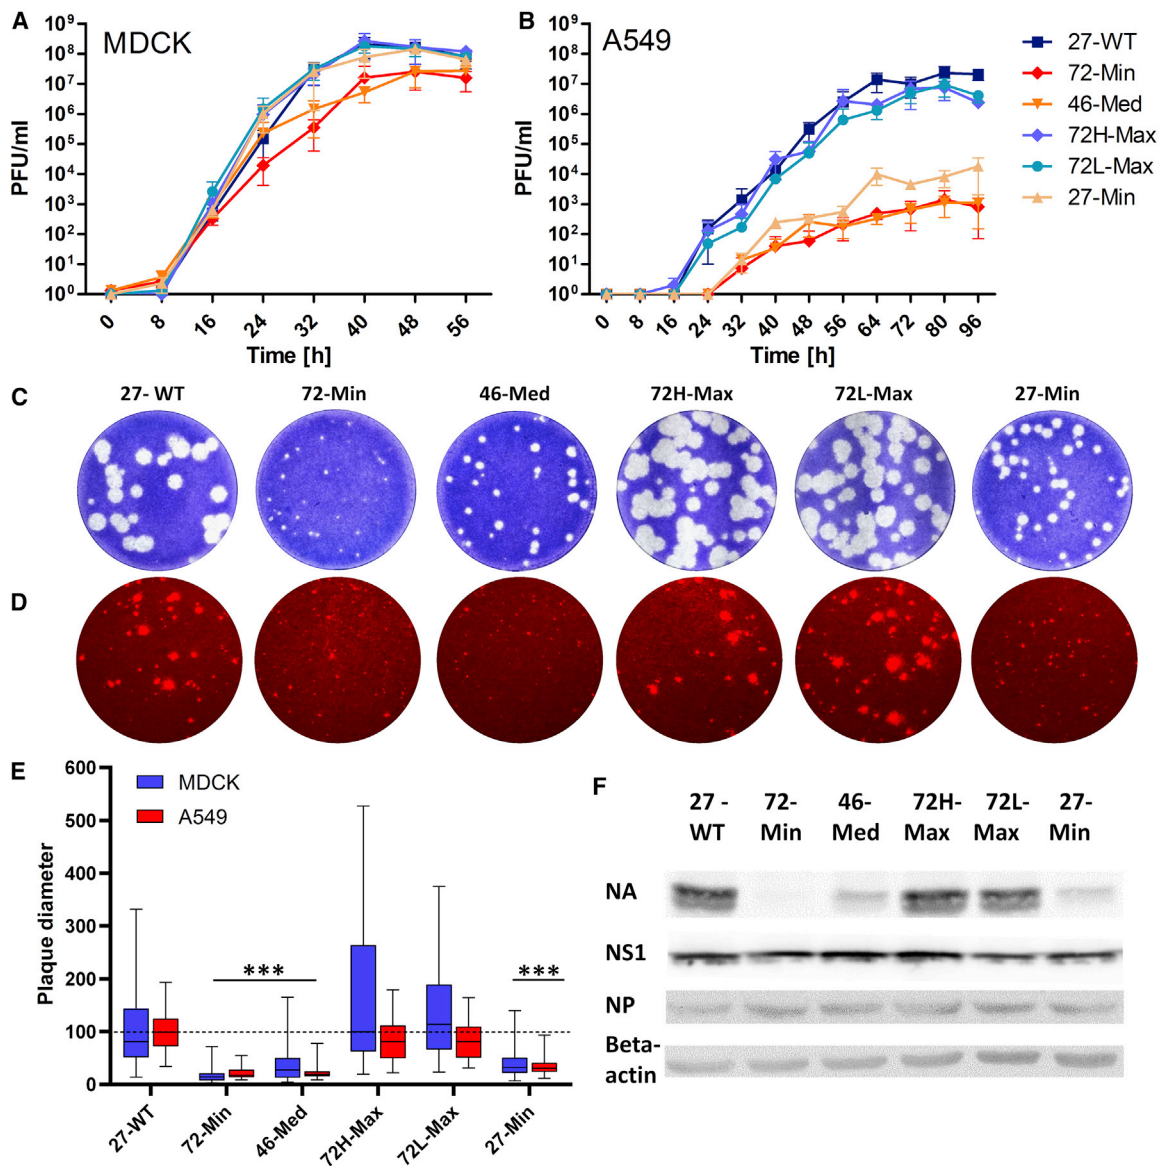 A
MDCK
PFU/ml
10⁹
10⁸
10⁷
10⁶
10⁵
10⁴
10³
10²
10¹
10⁰
0 8 16 24 32 40 48 56
Time [h]
B
A549
PFU/ml
10⁹
10⁸
10⁷
10⁶
10⁵
10⁴
10³
10²
10¹
10⁰
0 8 16 24 32 40 48 56 64 72 80 96
Time [h]
27-WT
72-Min
46-Med
72H-Max
72L-Max
27-Min
C
27- WT 72-Min 46-Med 72H-Max 72L-Max 27-Min
D
E
Plaque diameter
600
500
400
300
200
100
0
MDCK
A549
*** ***
27-WT 72-Min 46-Med 72H-Max 72L-Max 27-Min
F
27 - 72- 46- 72H- 72L- 27-
WT Min Med Max Max Min
NA
NS1
NP
Beta-
actin